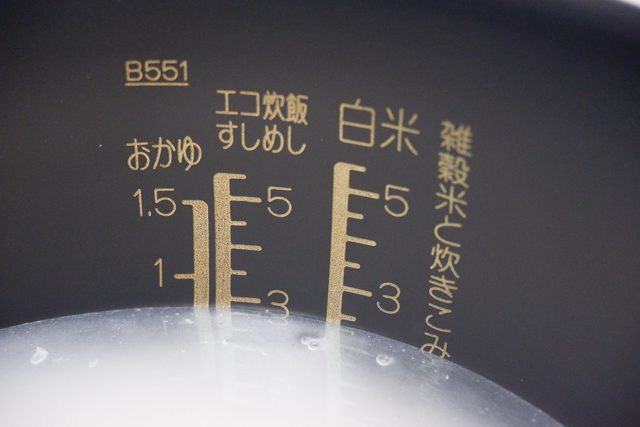 B551
エコ炊飯
すしめし
おかゆ
白米
雑穀米と炊きこみ
1.5
5
5
1
3
3